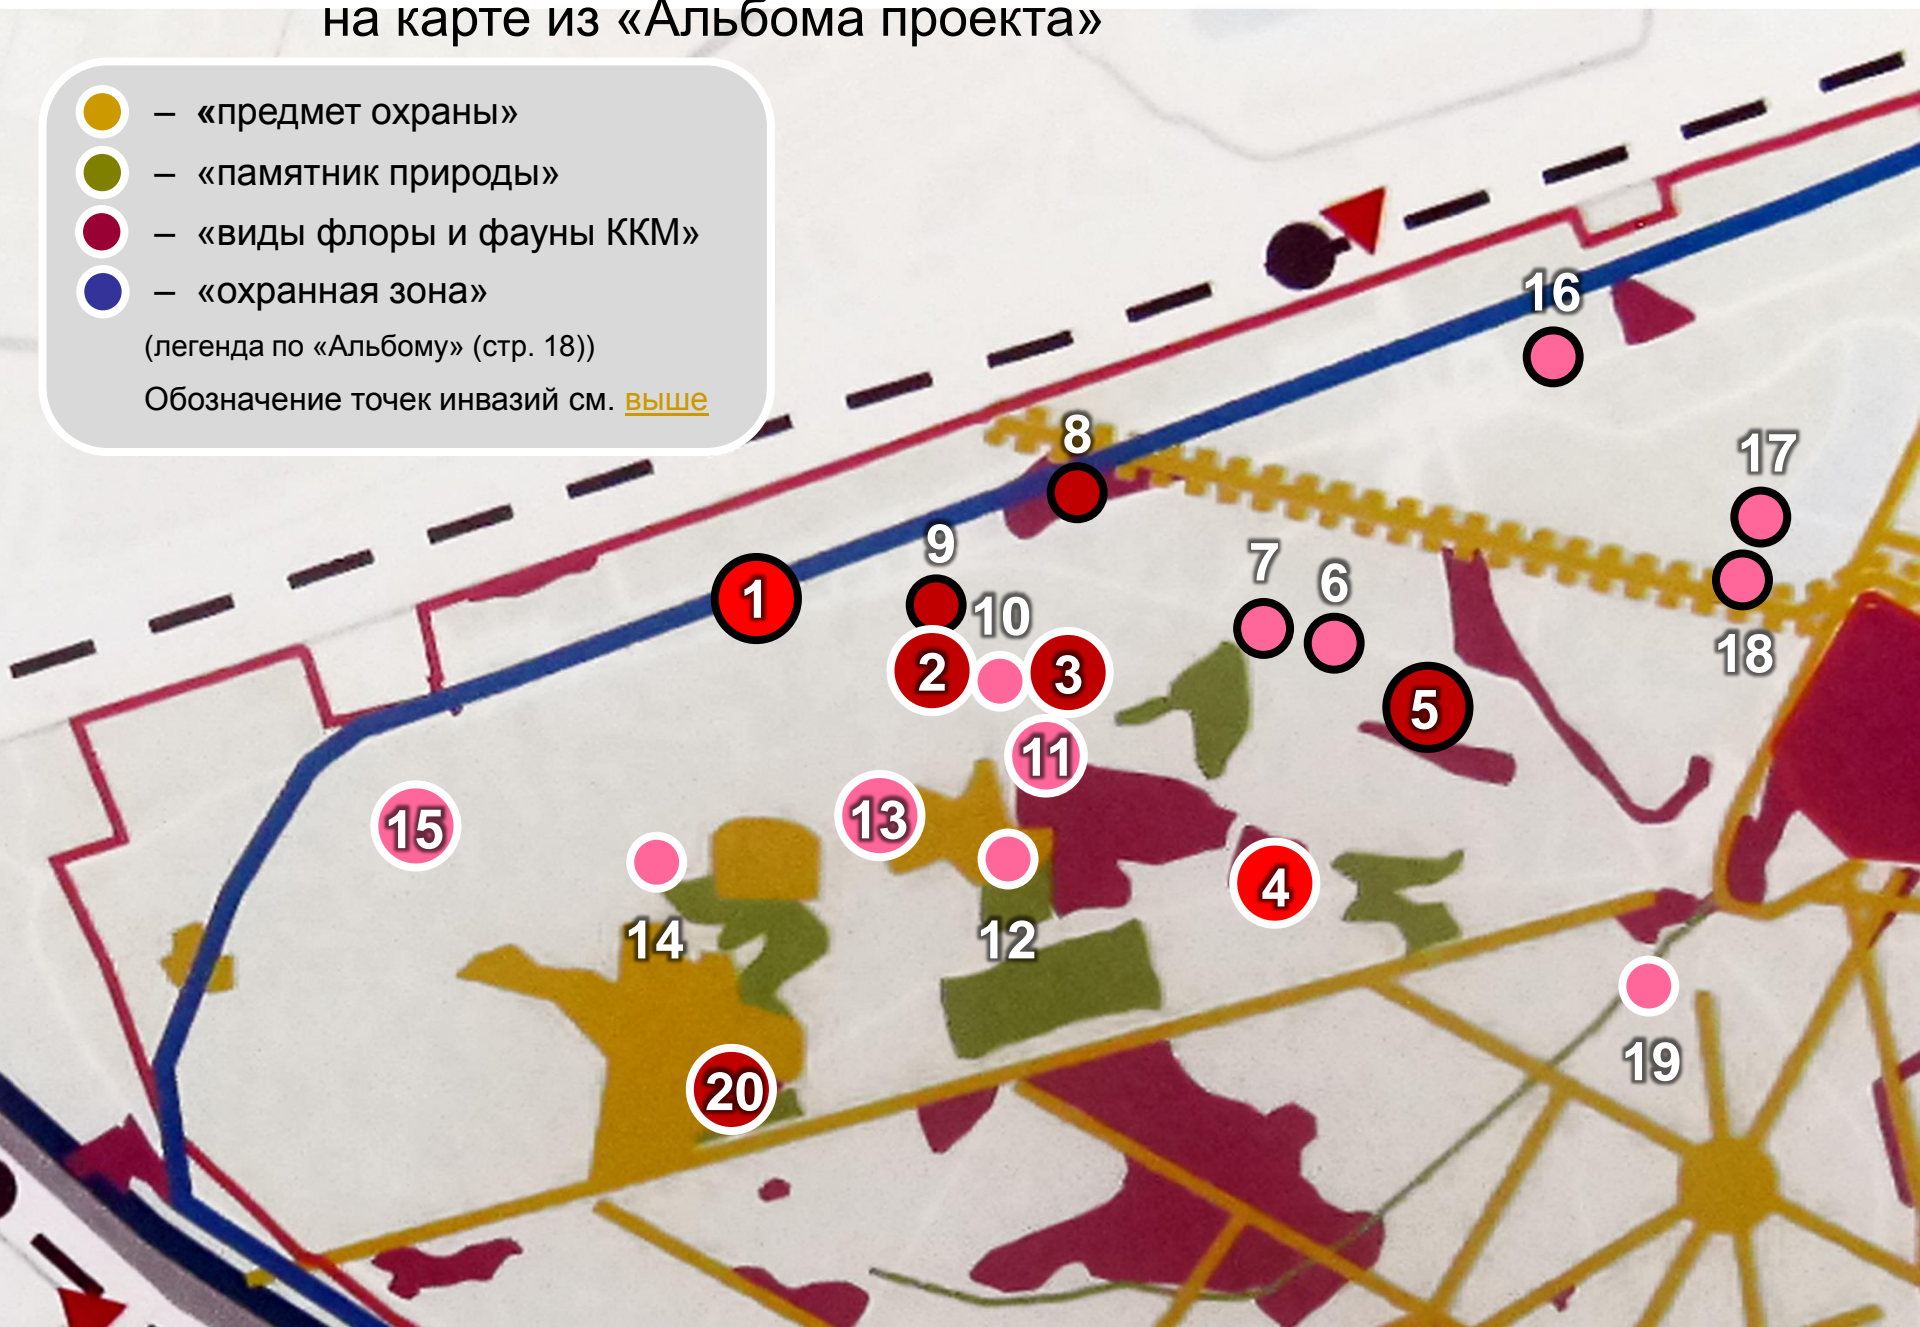 на карте из «Альбома проекта»
– «предмет охраны»
– «памятник природы»
– «виды флоры и фауны ККМ»
– «охранная зона»
(легенда по «Альбому» (стр. 18))
Обозначение точек инвазий см. выше
16
8
17
9
7
6
1
10
18
2
3
5
11
13
15
4
14
12
19
20